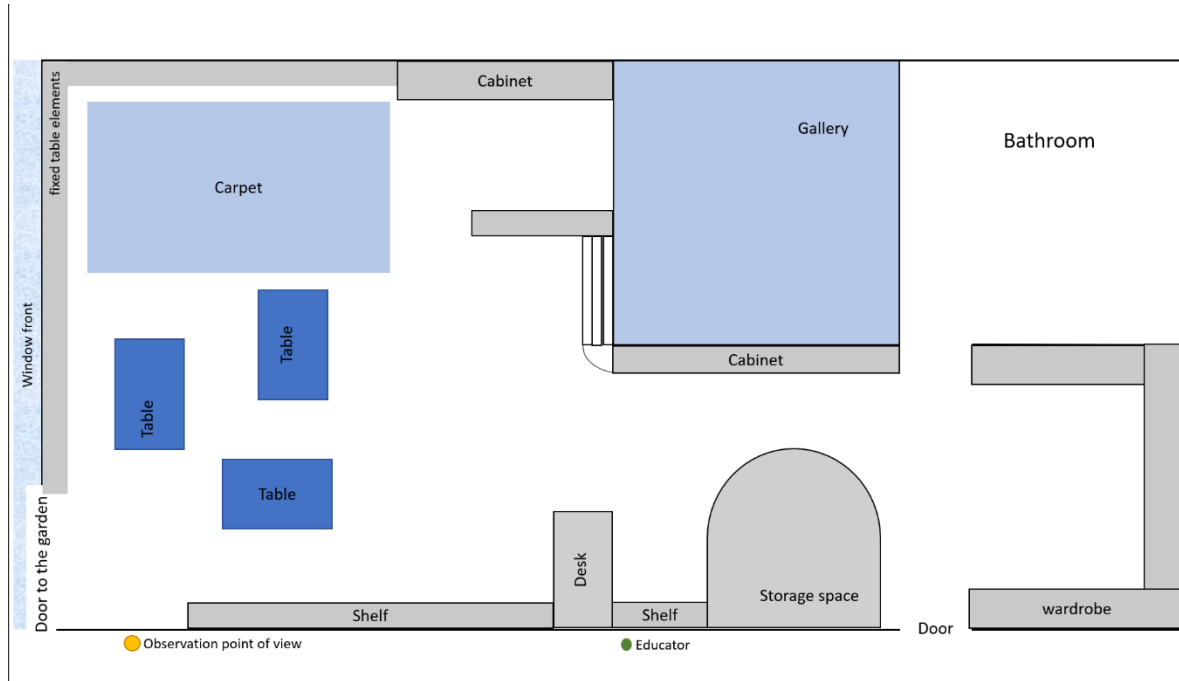 Cabinet
Gallery
Bathroom
fixed table elements
Carpet
Window front
Table
Table
Cabinet
Table
Door to the garden
Desk
Storage space
Shelf
Shelf
wardrobe
Door
Observation point of view
Educator